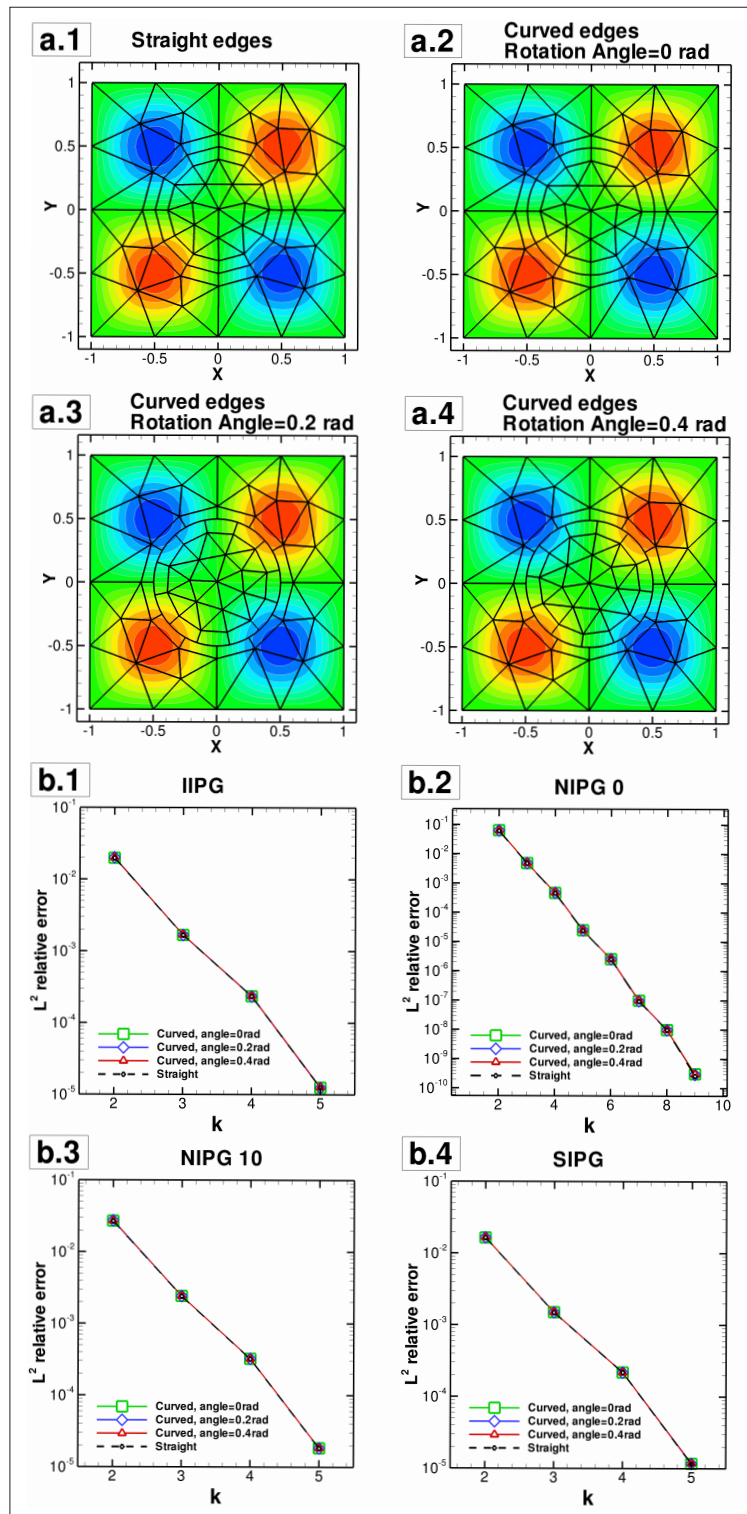 a.1
Straight edges
a.2
Curved edges
Rotation Angle=0 rad
Y
1
0.5
0
-0.5
-1
-1
-0.5
0
0.5
1
X
Y
1
0.5
0
-0.5
-1
-1
-0.5
0
0.5
1
X
a.3
Curved edges
Rotation Angle=0.2 rad
a.4
Curved edges
Rotation Angle=0.4 rad
Y
1
0.5
0
-0.5
-1
-1
-0.5
0
0.5
1
X
Y
1
0.5
0
-0.5
-1
-1
-0.5
0
0.5
1
X
b.1
IIPG
L² relative error
10⁻¹
10⁻²
10⁻³
10⁻⁴
10⁻⁵
Curved, angle=0rad
Curved, angle=0.2rad
Curved, angle=0.4rad
Straight
2
3
4
5
k
b.2
NIPG 0
L² relative error
10⁻¹
10⁻²
10⁻³
10⁻⁴
10⁻⁵
10⁻⁶
10⁻⁷
10⁻⁸
10⁻⁹
10⁻¹⁰
Curved, angle=0rad
Curved, angle=0.2rad
Curved, angle=0.4rad
Straight
2
4
6
8
10
k
b.3
NIPG 10
L² relative error
10⁻¹
10⁻²
10⁻³
10⁻⁴
10⁻⁵
Curved, angle=0rad
Curved, angle=0.2rad
Curved, angle=0.4rad
Straight
2
3
4
5
k
b.4
SIPG
L² relative error
10⁻¹
10⁻²
10⁻³
10⁻⁴
10⁻⁵
Curved, angle=0rad
Curved, angle=0.2rad
Curved, angle=0.4rad
Straight
2
3
4
5
k